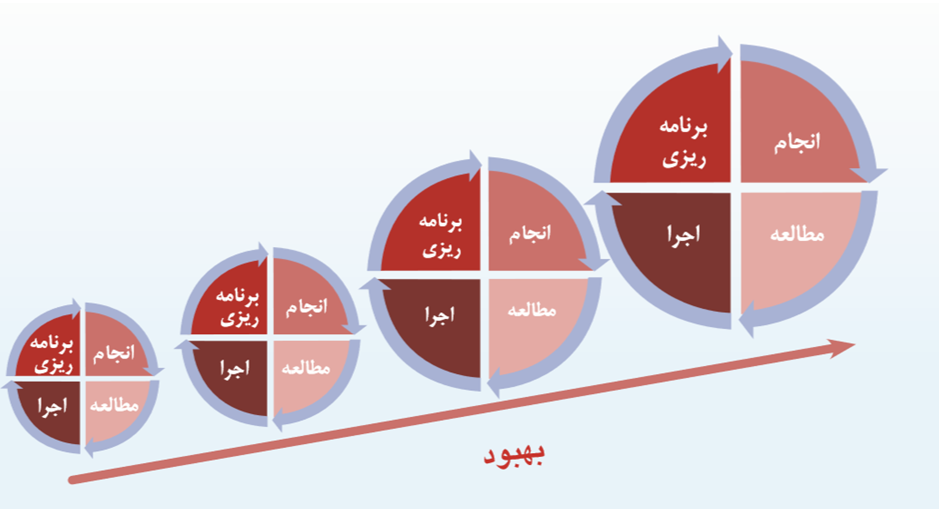 برنامه
ریزی
انجام
مطالعه
اجرا
برنامه
ریزی
انجام
مطالعه
اجرا
برنامه
ریزی
انجام
مطالعه
اجرا
برنامه
ریزی
انجام
مطالعه
اجرا
بهبود